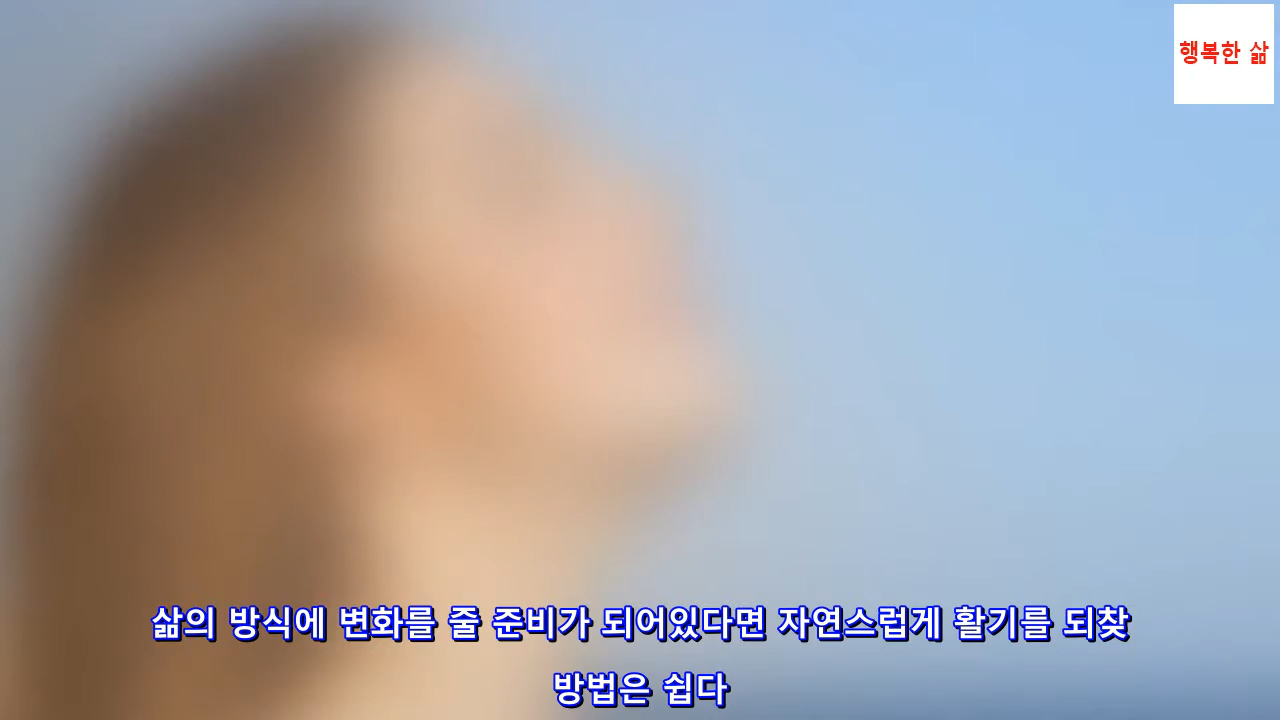 행복한 삶
삶의 방식에 변화를 줄 준비가 되어있다면 자연스럽게 활기를 되찾
방법은 쉽다